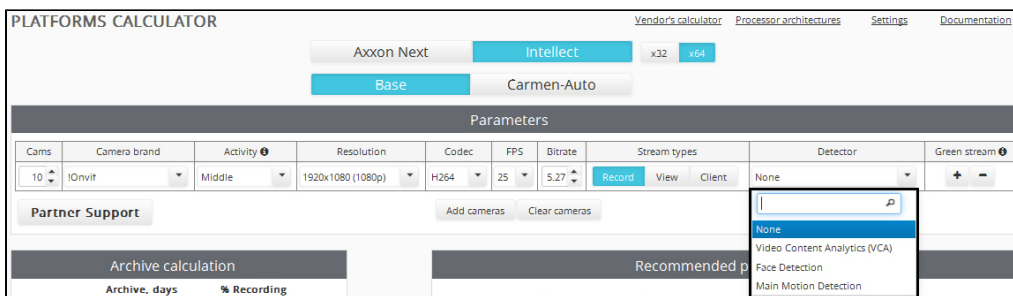 PLATFORMS CALCULATOR
Vendor's calculator Processor architectures Settings Documentation
Axxon Next Intellect x32 x64
Base Carmen-Auto
Parameters
Cams Camera brand Activity Resolution Codec FPS Bitrate Stream types Detector Green stream
10 !Onvif Middle 1920x1080 (1080p) H264 25 5.27 Record View Client None + -
Partner Support Add cameras Clear cameras
None
Video Content Analytics (VCA)
Archive calculation Recommended p Face Detection
Archive, days % Recording Main Motion Detection